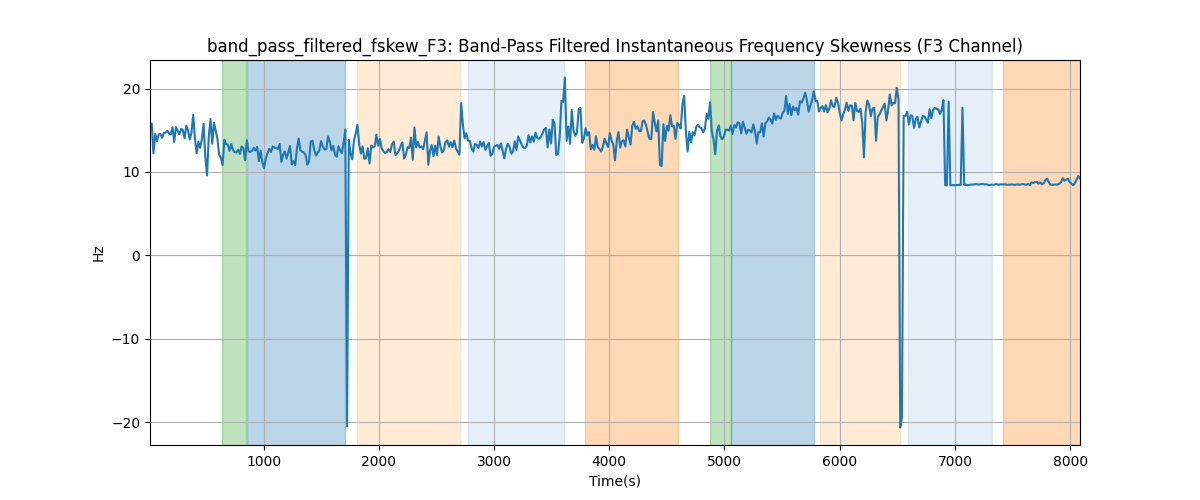 band_pass_filtered_fskew_F3: Band-Pass Filtered Instantaneous Frequency Skewness (F3 Channel)
20
10
0
−10
−20
Hz
1000 2000 3000 4000 5000 6000 7000 8000
Time(s)